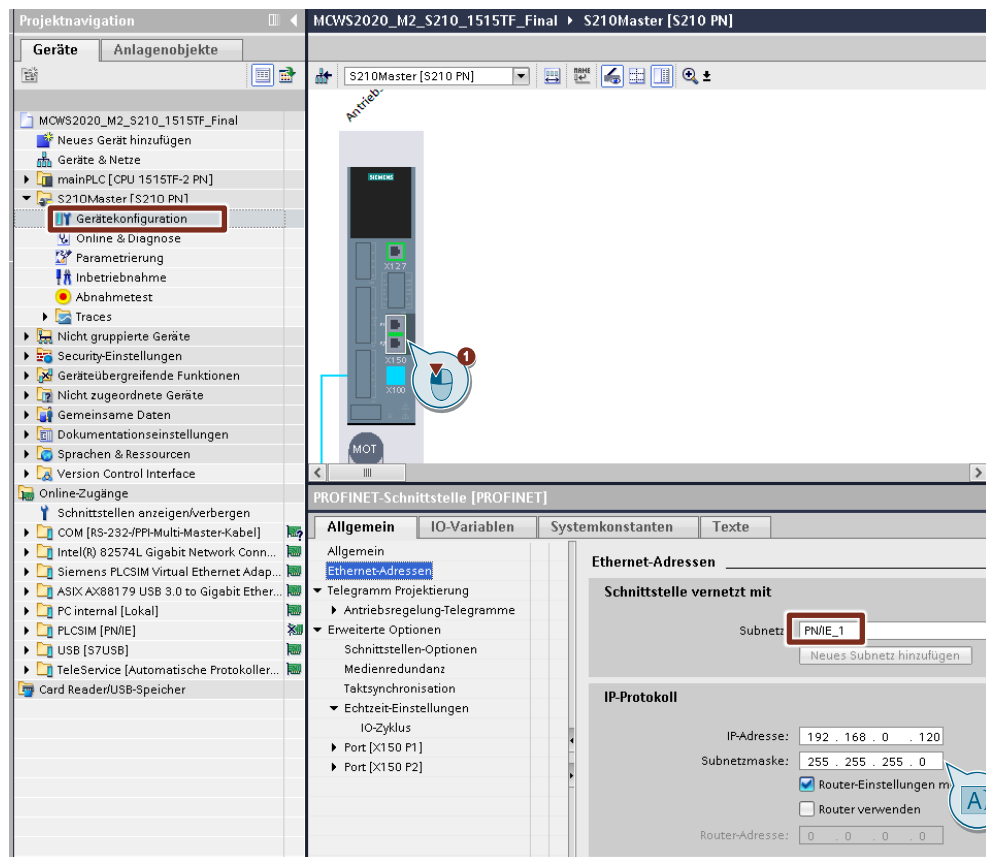 Projektnavigation
Geräte
Anlagenobjekte
MCWS2020_M2_S210_1515TF_Final
Neues Gerät hinzufügen
Geräte & Netze
mainPLC [CPU 1515TF-2 PN]
S210Master [S210 PN]
Gerätekonfiguration
Online & Diagnose
Parametrierung
Inbetriebnahme
Abnahmetest
Traces
Nicht gruppierte Geräte
Security-Einstellungen
Geräteübergreifende Funktionen
Nicht zugeordnete Geräte
Gemeinsame Daten
Dokumentationseinstellungen
Sprachen & Ressourcen
Version Control Interface
Online-Zugänge
Schnittstellen anzeigen/verbergen
COM [RS-232-/PPI-Multi-Master-Kabel]
Intel(R) 82574L Gigabit Network Conn...
Siemens PLCSIM Virtual Ethernet Adap...
ASIX AX88179 USB 3.0 to Gigabit Ether...
PC internal [Lokal]
PLCSIM [PN/IE]
USB [S7USB]
TeleService [Automatische Protokoller...
Card Reader/USB-Speicher
MCWS2020_M2_S210_1515TF_Final ▸ S210Master [S210 PN]
S210Master [S210 PN]
NAME
Antrieb-
SIEMENS
X127
X150
X100
1
MOT
PROFINET-Schnittstelle [PROFINET]
Allgemein
IO-Variablen
Systemkonstanten
Texte
Allgemein
Ethernet-Adressen
Telegramm Projektierung
Antriebsregelung-Telegramme
Erweiterte Optionen
Schnittstellen-Optionen
Medienredundanz
Taktsynchronisation
Echtzeit-Einstellungen
IO-Zyklus
Port [X150 P1]
Port [X150 P2]
Ethernet-Adressen
Schnittstelle vernetzt mit
Subnetz
PN/IE_1
Neues Subnetz hinzufügen
IP-Protokoll
IP-Adresse: 192 . 168 . 0 . 120
Subnetzmaske: 255 . 255 . 255 . 0
Router-Einstellungen m
A
Router verwenden
Router-Adresse: 0 . 0 . 0 . 0